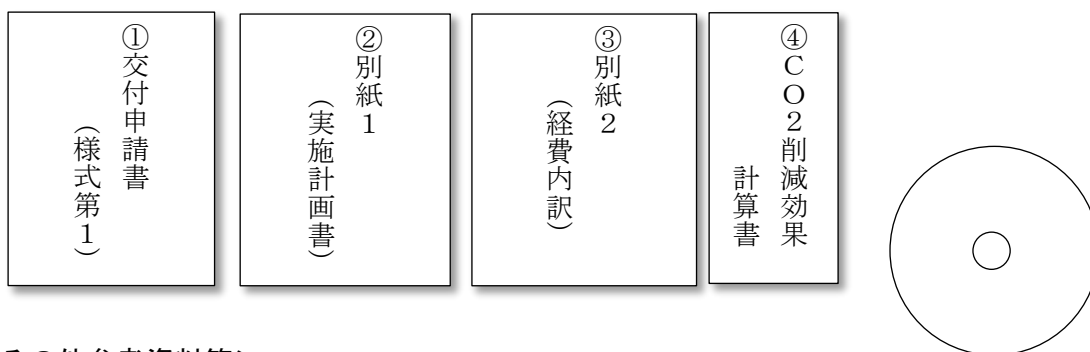 ①交付申請書
（様式第１）
②別紙１
（実施計画書）
③別紙２
（経費内訳）
④ＣＯ２削減効果
計算書